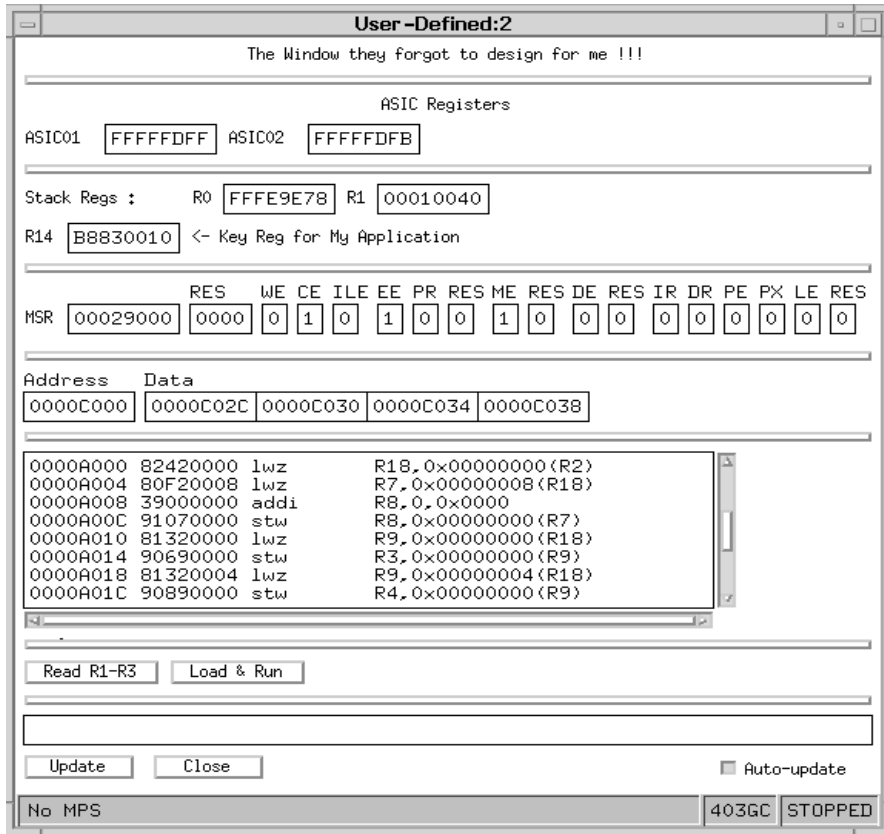 User-Defined:2
The Window they forgot to design for me !!!
ASIC Registers
ASIC01 FFFFFDFF ASIC02 FFFFFDFB
Stack Regs : R0 FFFE9E78 R1 00010040
R14 B8830010 <- Key Reg for My Application
RES WE CE ILE EE PR RES ME RES DE RES IR DR PE PX LE RES
MSR 00029000 0000 0 1 0 1 0 0 1 0 0 0 0 0 0 0 0 0
Address Data
0000C000 0000C02C 0000C030 0000C034 0000C038
0000A000 82420000 lwz R18,0x00000000(R2)
0000A004 80F20008 lwz R7,0x00000008(R18)
0000A008 39000000 addi R8,0,0x0000
0000A00C 91070000 stw R8,0x00000000(R7)
0000A010 81320000 lwz R9,0x00000000(R18)
0000A014 90690000 stw R3,0x00000000(R9)
0000A018 81320004 lwz R9,0x00000004(R18)
0000A01C 90890000 stw R4,0x00000000(R9)
Read R1-R3 Load & Run
Update Close Auto-update
No MPS 403GC STOPPED